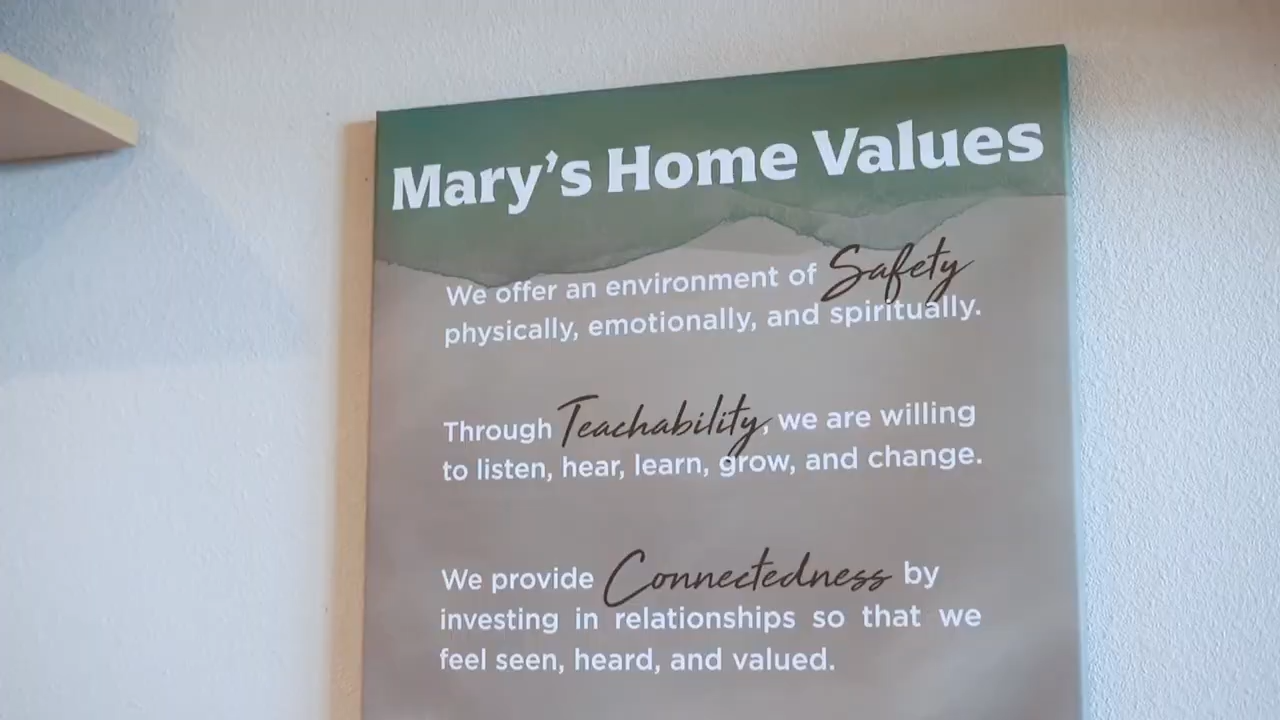 Mary's Home Values
We offer an environment of Safety
physically, emotionally, and spiritually.
Through Teachability, we are willing
to listen, hear, learn, grow, and change.
We provide Connectedness by
investing in relationships so that we
feel seen, heard, and valued.